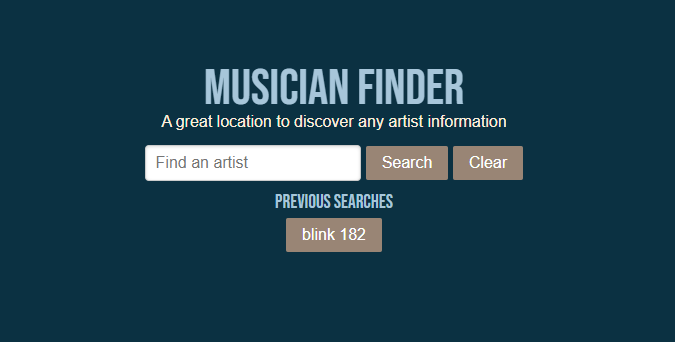 MUSICIAN FINDER
A great location to discover any artist information
Find an artist Search Clear
PREVIOUS SEARCHES
blink 182